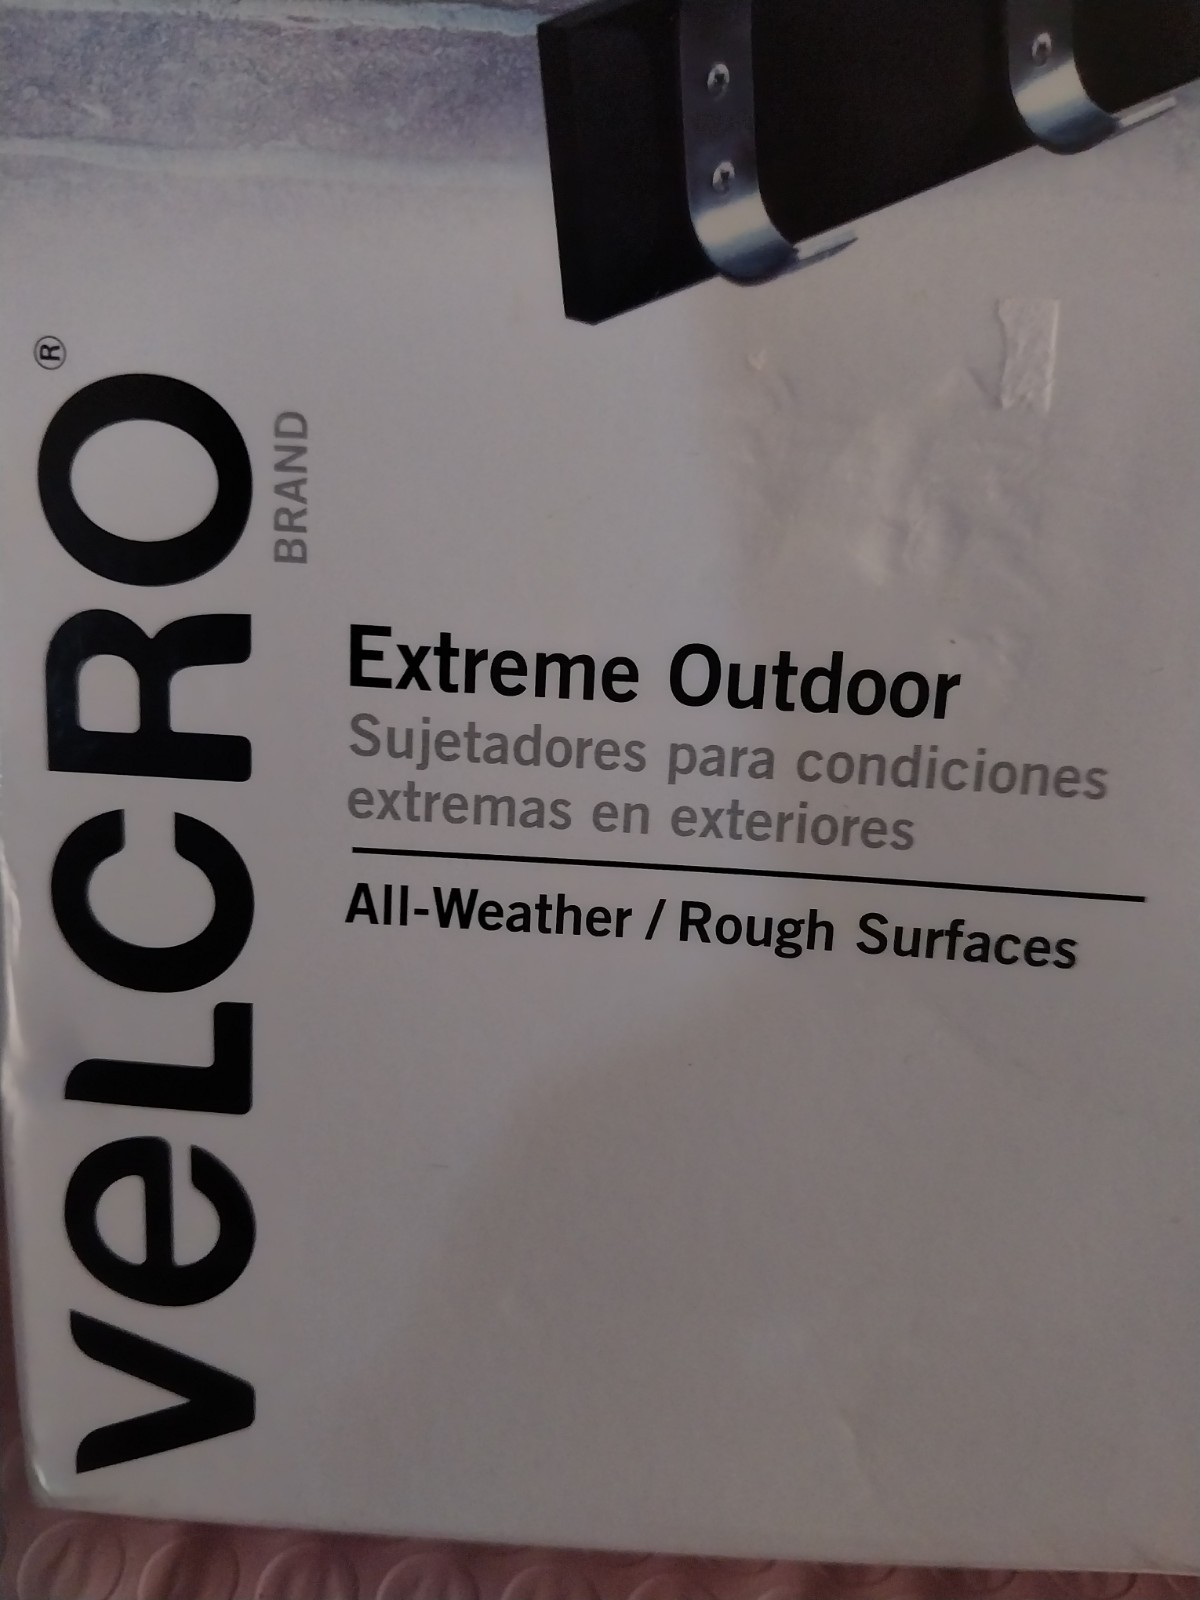 VeLCRO®
BRAND
Extreme Outdoor
Sujetadores para condiciones
extremas en exteriores
All-Weather / Rough Surfaces